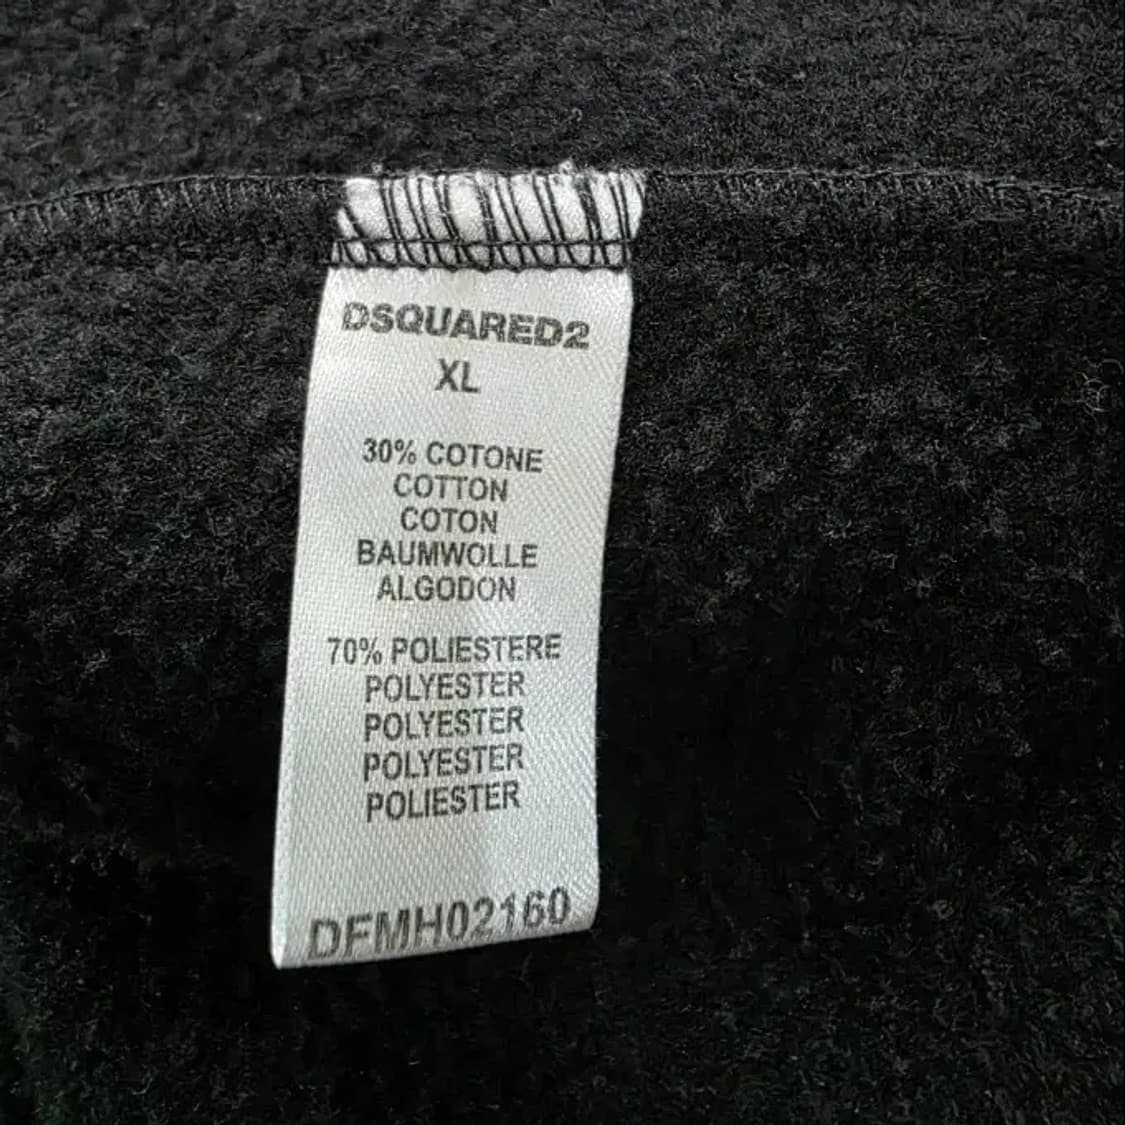 DSQUARED2
XL
30% COTONE
COTTON
COTON
BAUMWOLLE
ALGODON
70% POLIESTERE
POLYESTER
POLYESTER
POLYESTER
POLIESTER
DFMH02160